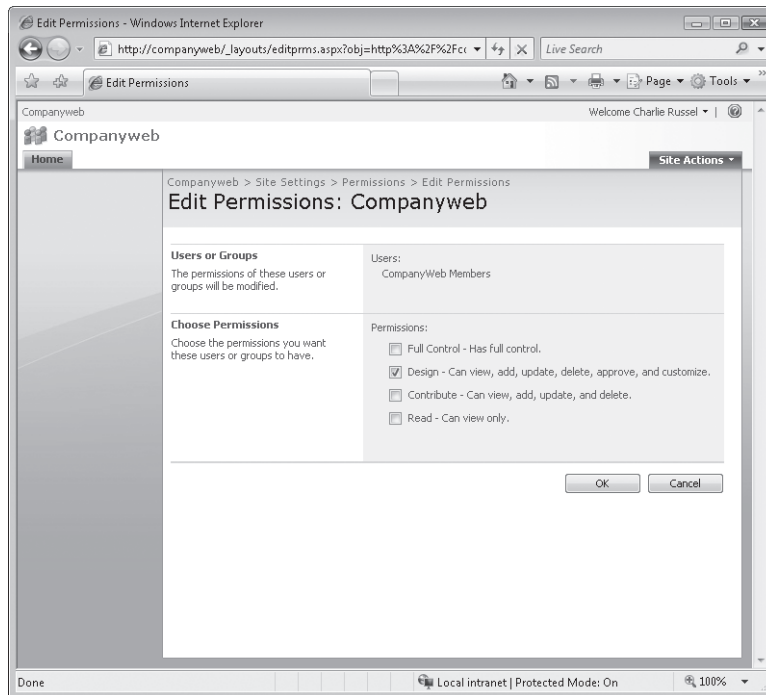 Edit Permissions - Windows Internet Explorer
http://companyweb/_layouts/editprms.aspx?obj=http%3A%2F%2Fc
Live Search
Edit Permissions
Page
Tools
Companyweb
Welcome Charlie Russel
Companyweb
Home
Site Actions
Companyweb > Site Settings > Permissions > Edit Permissions
Edit Permissions: Companyweb
Users or Groups
The permissions of these users or
groups will be modified.
Users:
CompanyWeb Members
Choose Permissions
Choose the permissions you want
these users or groups to have.
Permissions:
Full Control - Has full control.
Design - Can view, add, update, delete, approve, and customize.
Contribute - Can view, add, update, and delete.
Read - Can view only.
OK
Cancel
Done
Local intranet | Protected Mode: On
100%